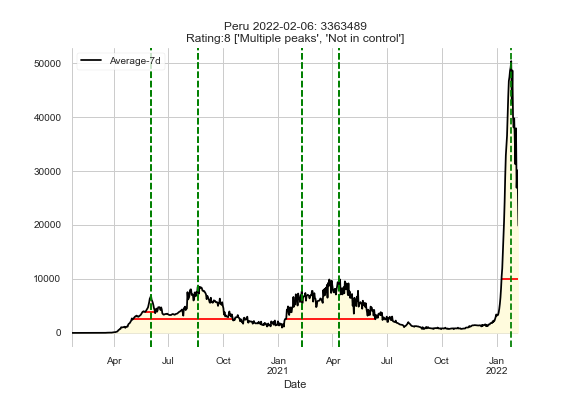 Peru 2022-02-06: 3363489
Rating:8 ['Multiple peaks', 'Not in control']
Average-7d
50000
40000
30000
20000
10000
0
Apr Jul Oct Jan Apr Jul Oct Jan
2021 2022
Date